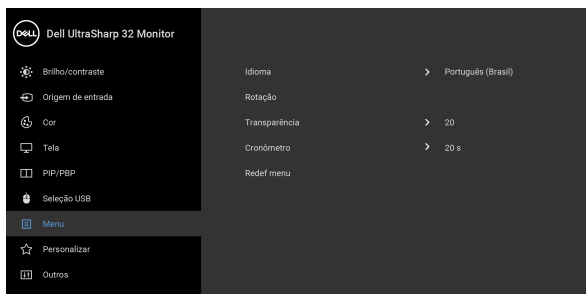 DELL Dell UltraSharp 32 Monitor
Brilho/contraste
Idioma Português (Brasil)
Origem de entrada
Rotação
Cor
Transparência 20
Tela
Cronômetro 20 s
PIP/PBP
Redef menu
Seleção USB
Menu
Personalizar
Outros